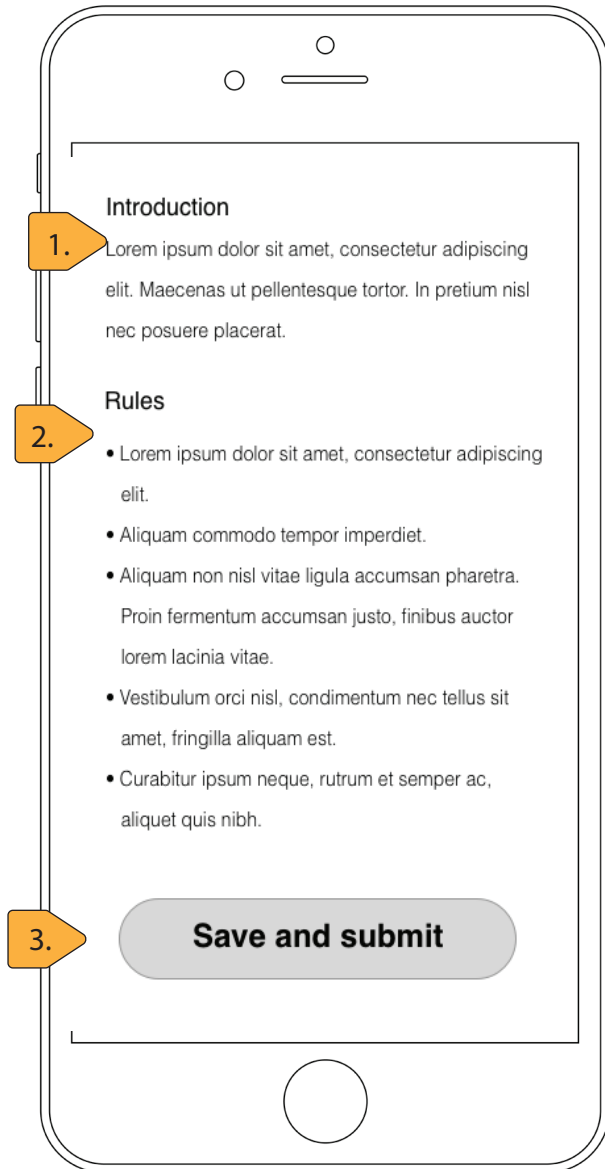 Introduction
1.
Lorem ipsum dolor sit amet, consectetur adipiscing
elit. Maecenas ut pellentesque tortor. In pretium nisl
nec posuere placerat.
Rules
2.
• Lorem ipsum dolor sit amet, consectetur adipiscing
elit.
• Aliquam commodo tempor imperdiet.
• Aliquam non nisl vitae ligula accumsan pharetra.
Proin fermentum accumsan justo, finibus auctor
lorem lacinia vitae.
• Vestibulum orci nisl, condimentum nec tellus sit
amet, fringilla aliquam est.
• Curabitur ipsum neque, rutrum et semper ac,
aliquet quis nibh.
3.
Save and submit